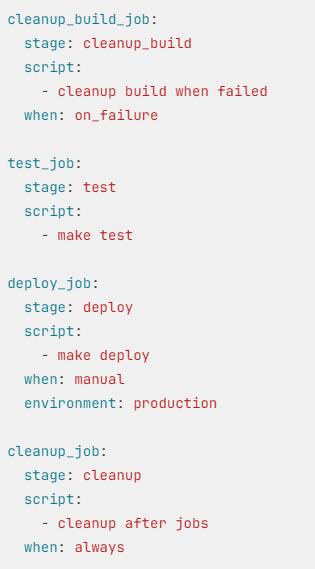 cleanup_build_job:
  stage: cleanup_build
  script:
    - cleanup build when failed
  when: on_failure

test_job:
  stage: test
  script:
    - make test

deploy_job:
  stage: deploy
  script:
    - make deploy
  when: manual
  environment: production

cleanup_job:
  stage: cleanup
  script:
    - cleanup after jobs
  when: always